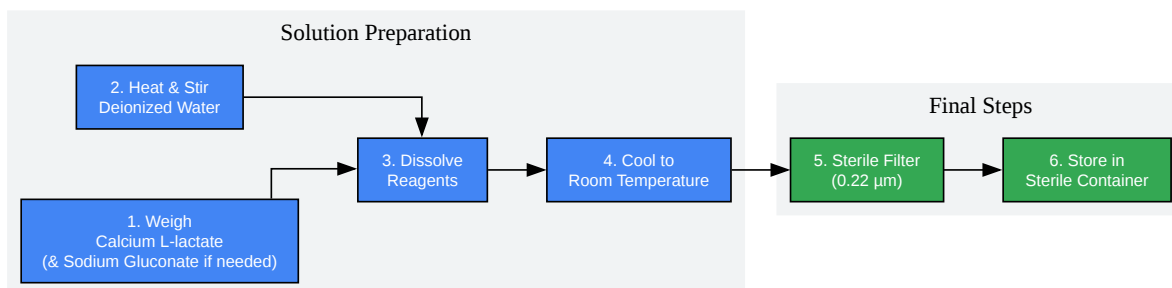 Solution Preparation
2. Heat & Stir
Deionized Water
1. Weigh
Calcium L-lactate
(& Sodium Gluconate if needed)
3. Dissolve
Reagents
4. Cool to
Room Temperature
Final Steps
5. Sterile Filter
(0.22 µm)
6. Store in
Sterile Container